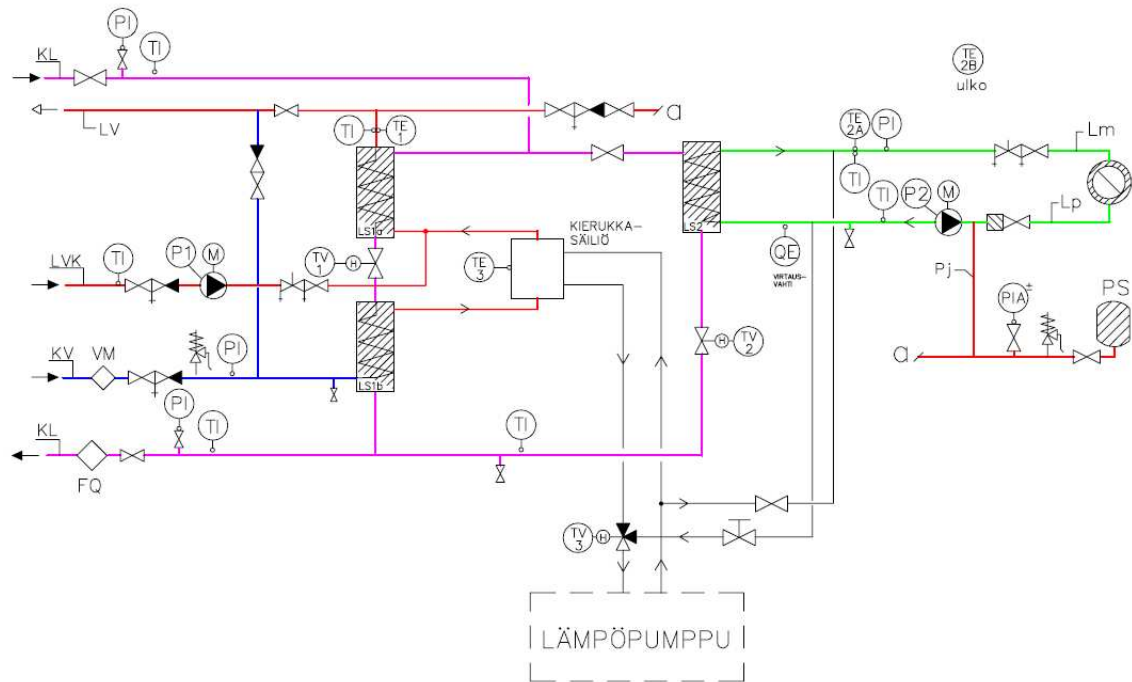 PI
TI
KL
TE
2B
ulko
LV
a
TI
TE
1
TE
2A
PI
Lm
LS1a
LS2
TI
TI
P2
M
Lp
KIERUKKA-
SÄILIÖ
TV
1
H
TE
3
QE
VIRTAUS-
VAHTI
LVK
TI
P1
M
Pj
PIA±
PS
KV
VM
PI
LS1b
H
TV
2
a
KL
PI
TI
TI
FQ
TV
3
H
LÄMPÖPUMPPU